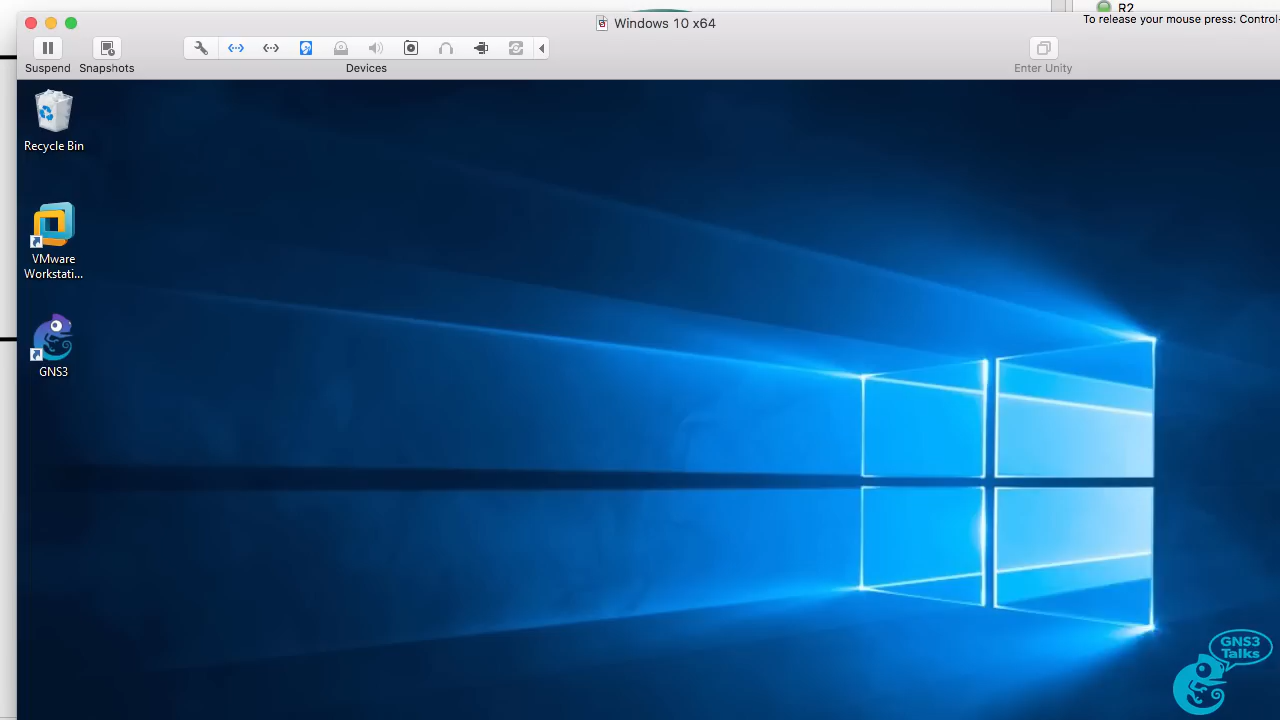 R2
Windows 10 x64
To release your mouse press: Control-
Suspend
Snapshots
Devices
Enter Unity
Recycle Bin
VMware
Workstati...
GNS3
GNS3
Talks